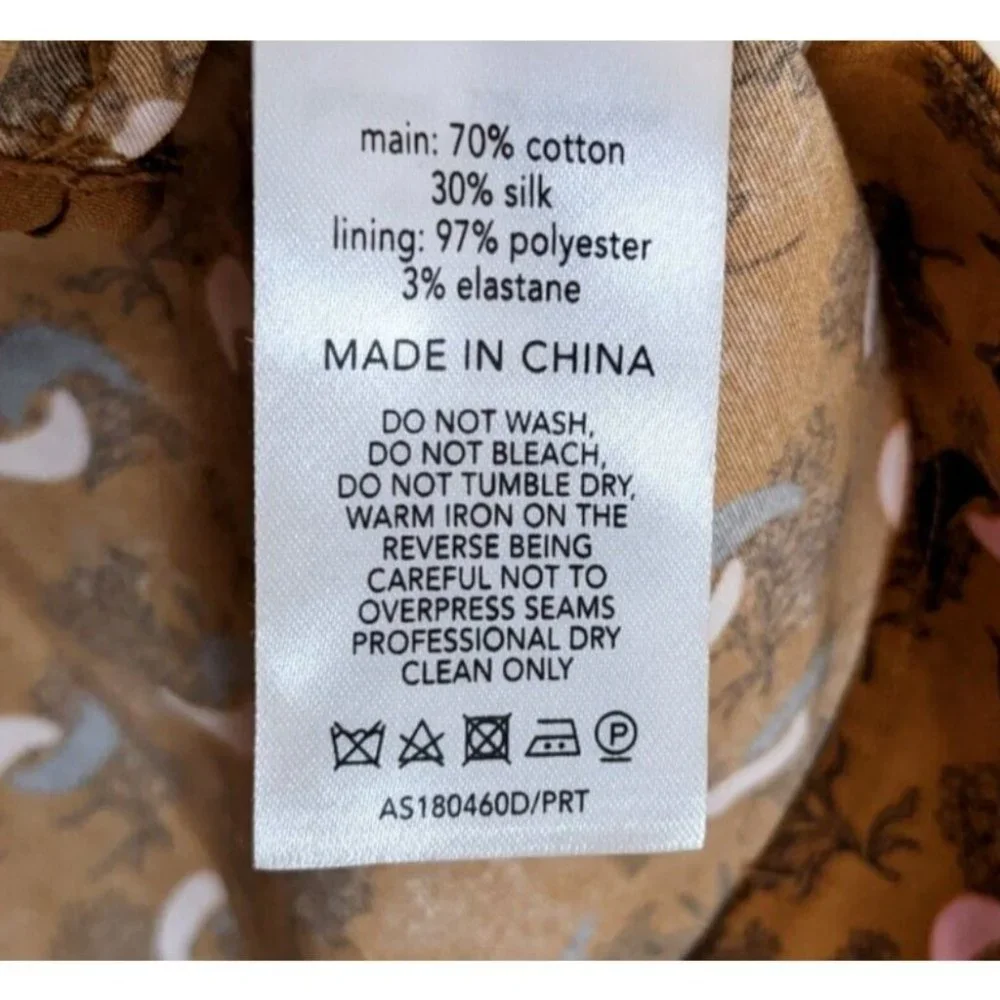 main: 70% cotton
30% silk
lining: 97% polyester
3% elastane
MADE IN CHINA
DO NOT WASH,
DO NOT BLEACH,
DO NOT TUMBLE DRY,
WARM IRON ON THE
REVERSE BEING
CAREFUL NOT TO
OVERPRESS SEAMS
PROFESSIONAL DRY
CLEAN ONLY
P
AS180460D/PRT